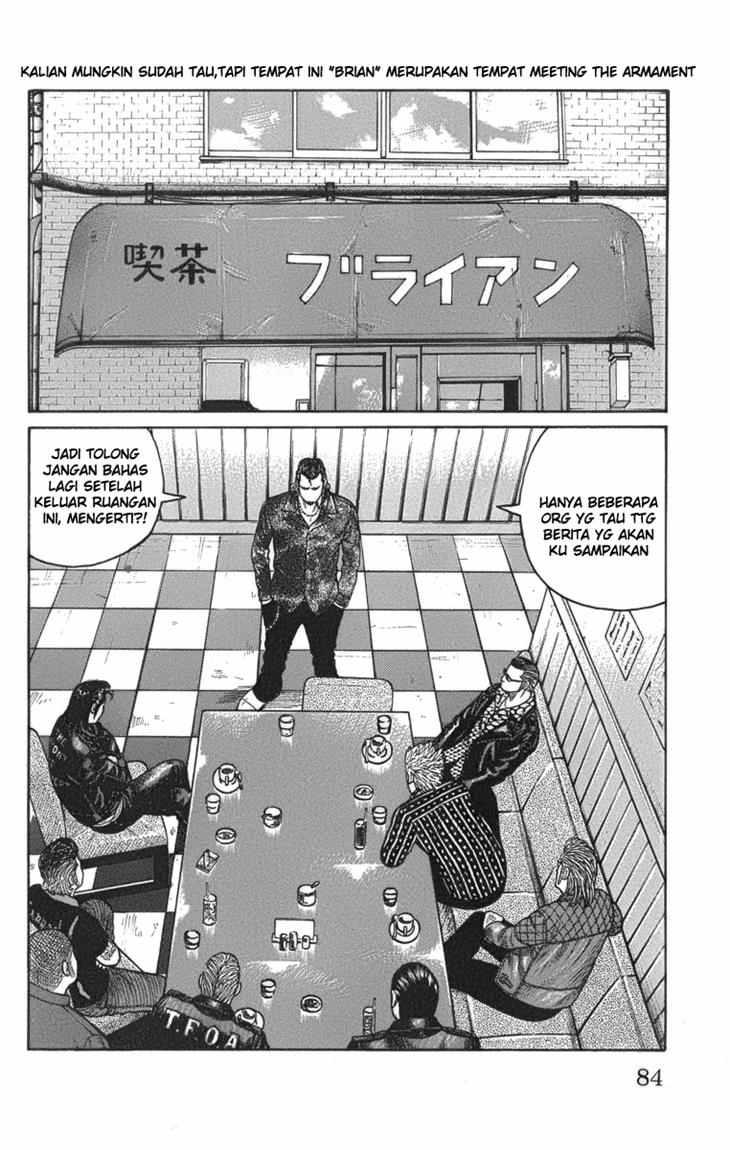 KALIAN MUNGKIN SUDAH TAU,TAPI TEMPAT INI "BRIAN" MERUPAKAN TEMPAT MEETING THE ARMAMENT
喫茶 ブライアン
HANYA BEBERAPA
ORG YG TAU TTG
BERITA YG AKAN
KU SAMPAIKAN
JADI TOLONG
JANGAN BAHAS
LAGI SETELAH
KELUAR RUANGAN
INI, MENGERTI?!
T.F.O.A
84